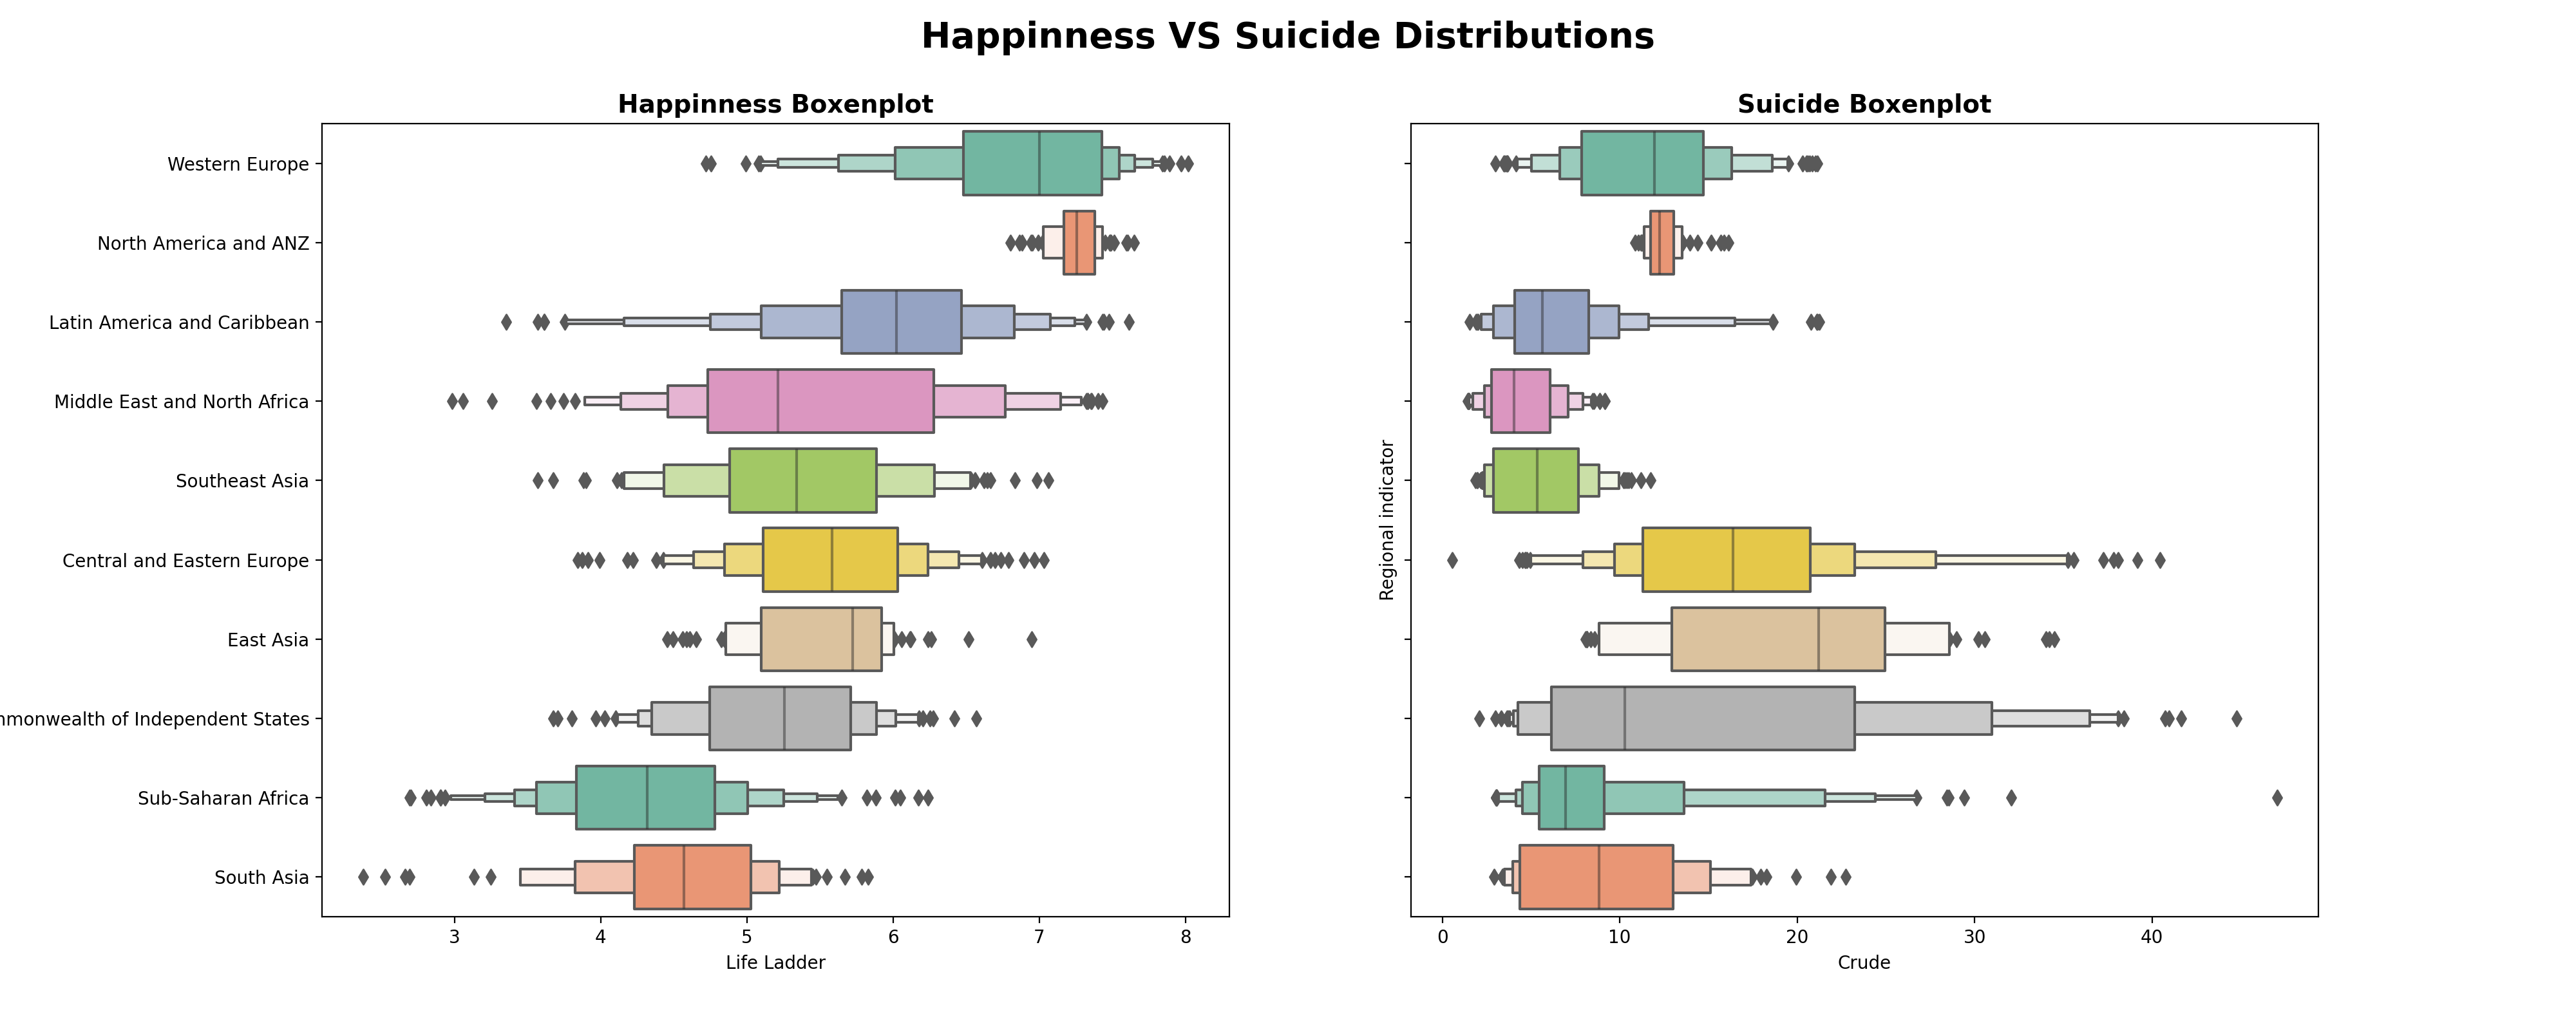 Happinness VS Suicide Distributions
Happinness Boxenplot
Western Europe
North America and ANZ
Latin America and Caribbean
Middle East and North Africa
Southeast Asia
Central and Eastern Europe
East Asia
mmonwealth of Independent States
Sub-Saharan Africa
South Asia
3 4 5 6 7 8
Life Ladder
Suicide Boxenplot
Regional indicator
0 10 20 30 40
Crude